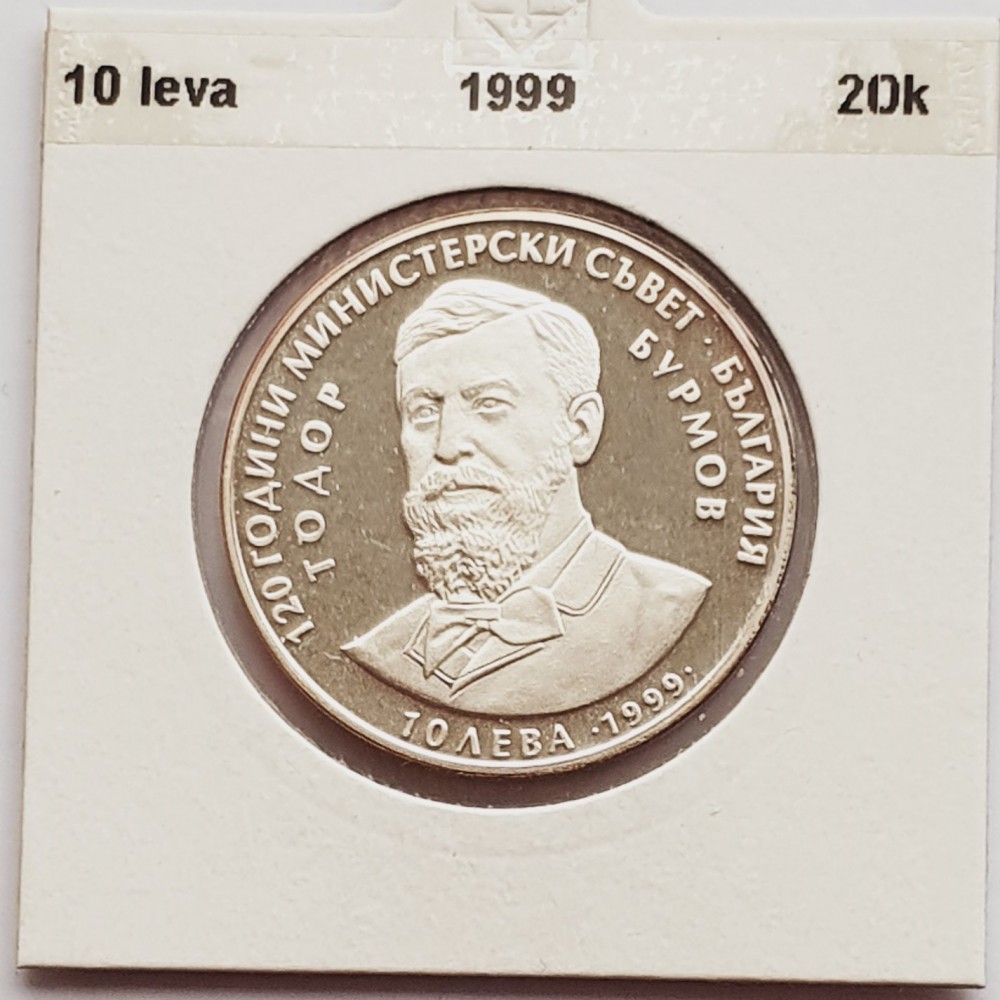 10 leva 1999 20k
120 ГОДИНИ МИНИСТЕРСКИ СЪВЕТ · БЪЛГАРИЯ
ТОДОР
БУРМОВ
10 ЛЕВА · 1999 ·